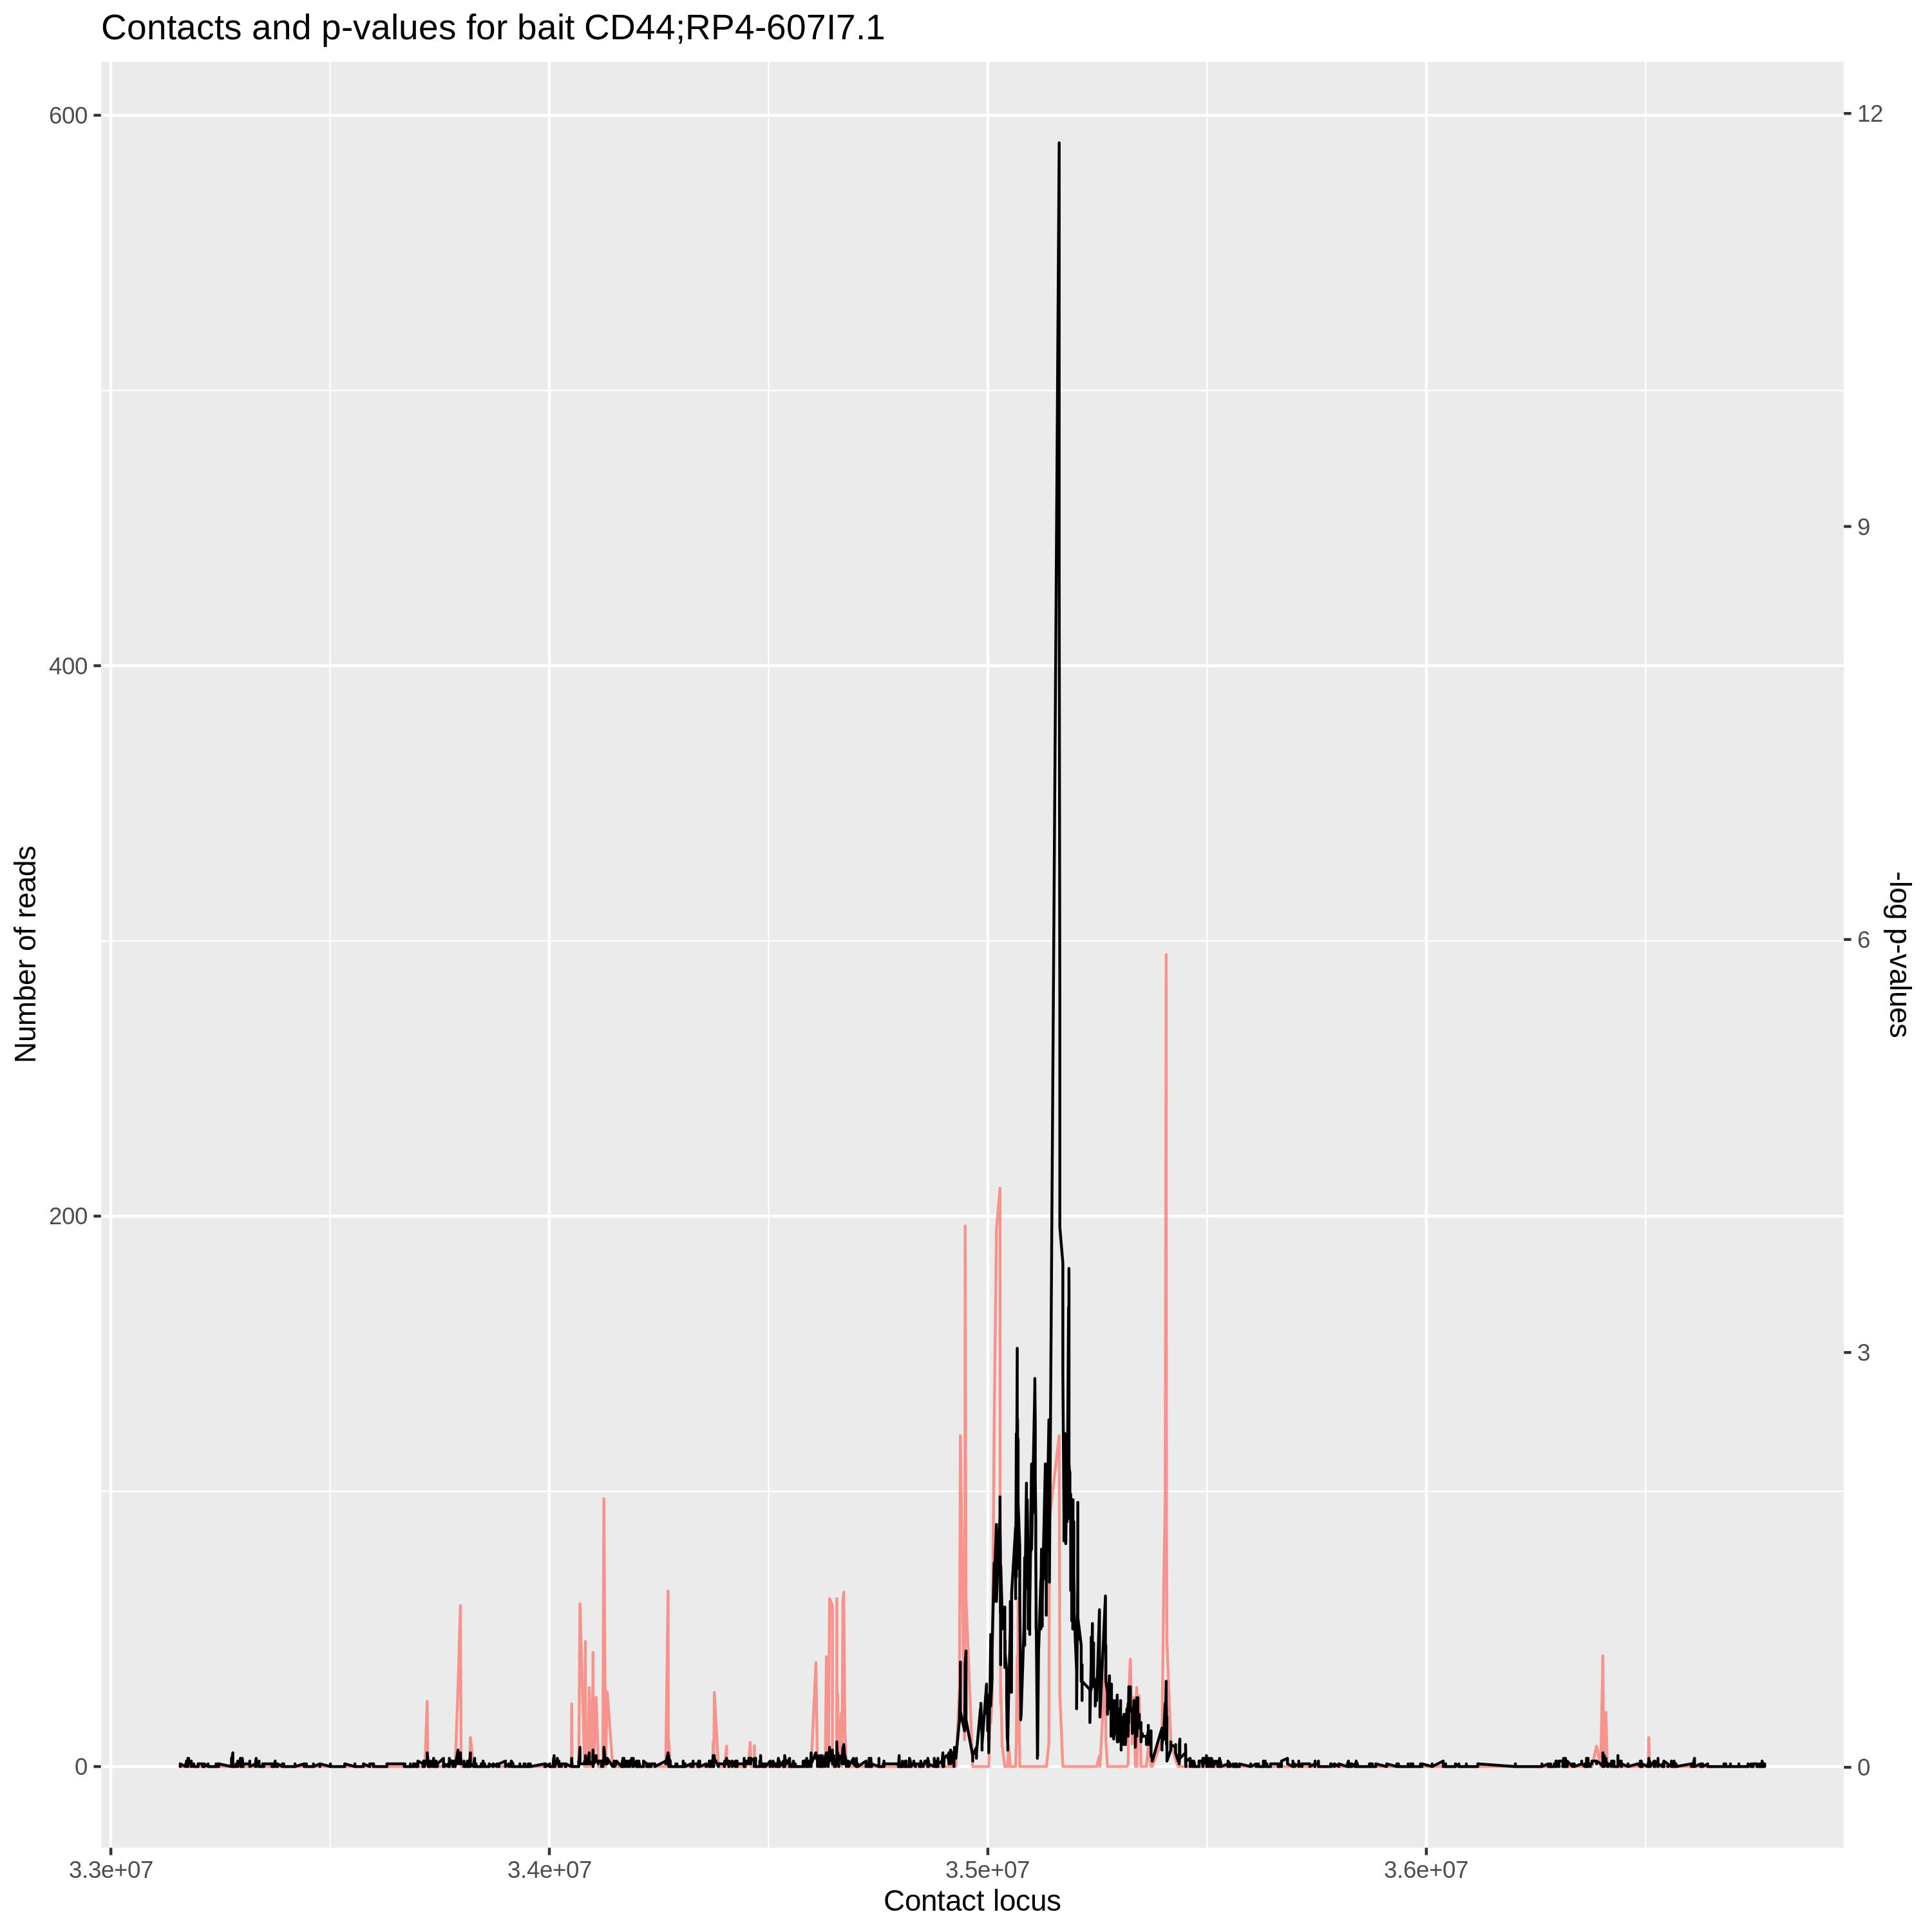 Contacts and p-values for bait CD44;RP4-607I7.1
600
400
200
0
12
9
6
3
0
Number of reads
-log p-values
3.3e+07
3.4e+07
3.5e+07
3.6e+07
Contact locus